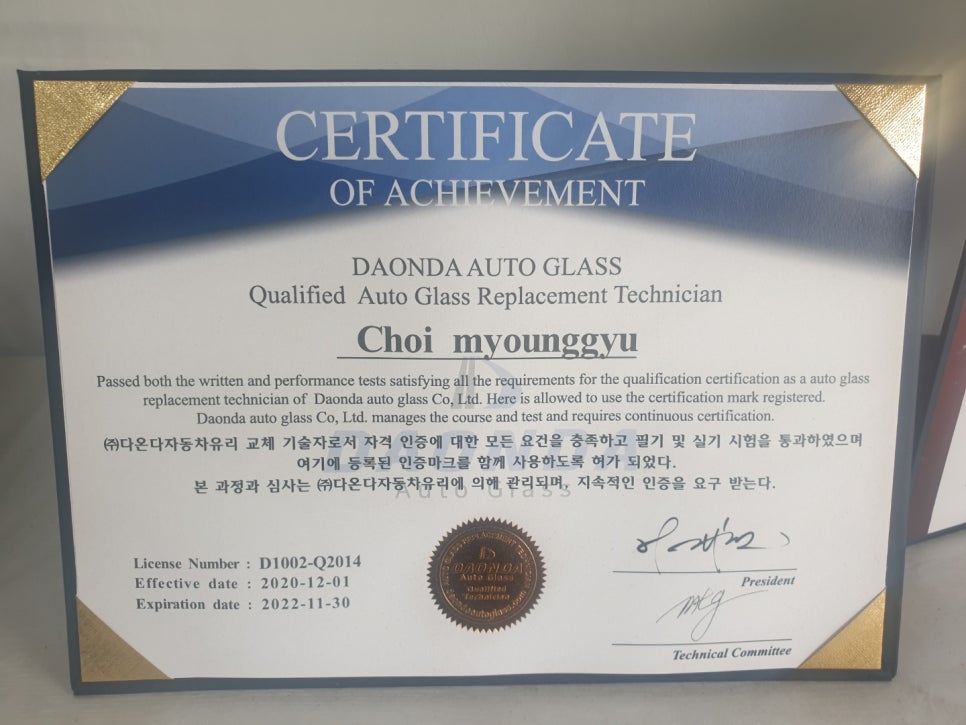 CERTIFICATE
OF ACHIEVEMENT
DAONDA AUTO GLASS
Qualified Auto Glass Replacement Technician
Choi myounggyu
Passed both the written and performance tests satisfying all the requirements for the qualification certification as a auto glass
replacement technician of Daonda auto glass Co, Ltd. Here is allowed to use the certification mark registered.
Daonda auto glass Co, Ltd. manages the course and test and requires continuous certification.
㈜다온다자동차유리 교체 기술자로서 자격 인증에 대한 모든 요건을 충족하고 필기 및 실기 시험을 통과하였으며
여기에 등록된 인증마크를 함께 사용하도록 허가 되었다.
본 과정과 심사는 ㈜다온다자동차유리에 의해 관리되며, 지속적인 인증을 요구 받는다.
DAONDA
Auto Glass
License Number : D1002-Q2014
Effective date : 2020-12-01
Expiration date : 2022-11-30
AUTO GLASS REPLACEMENT TECHNICIAN
DAONDA
Auto Glass
Qualified
Technician
President
Technical Committee